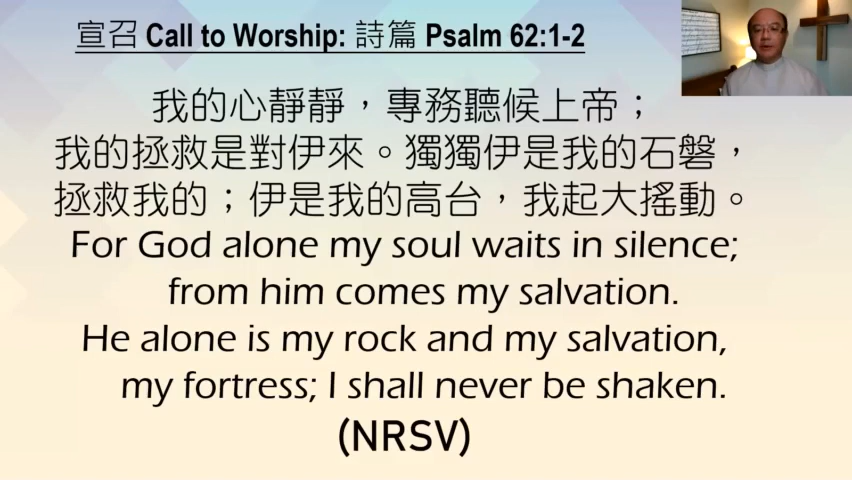 宣召 Call to Worship: 詩篇 Psalm 62:1-2
我的心靜靜，專務聽候上帝；
我的拯救是對伊來。獨獨伊是我的石磐，
拯救我的；伊是我的高台，我起大搖動。
For God alone my soul waits in silence;
from him comes my salvation.
He alone is my rock and my salvation,
my fortress; I shall never be shaken.
(NRSV)